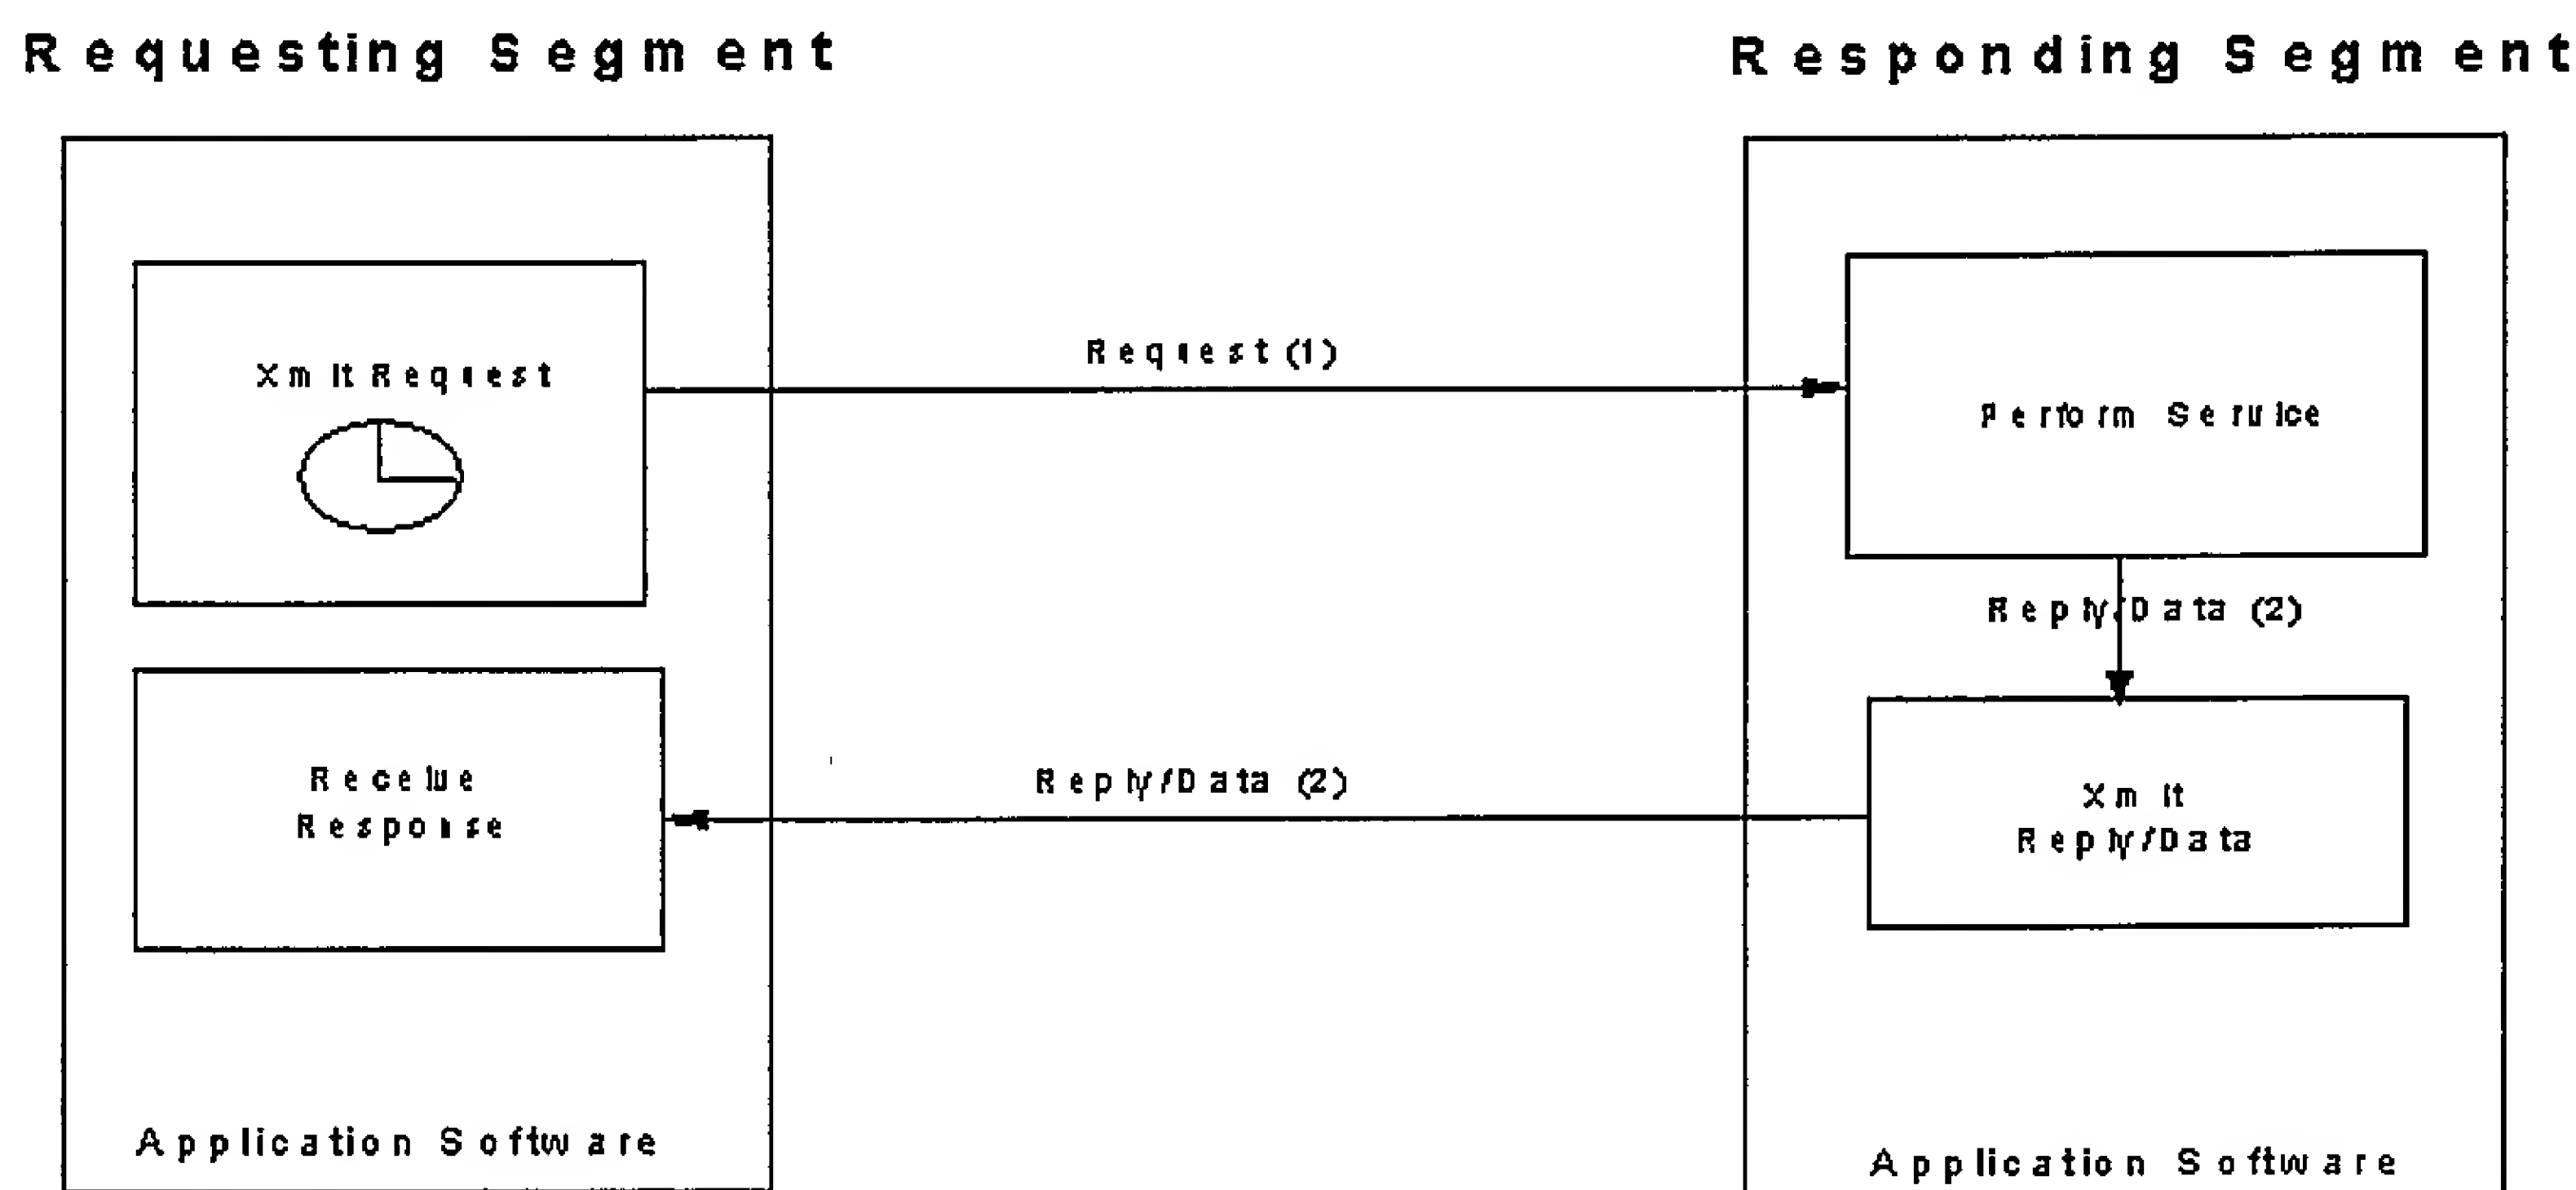 Requesting Segment
Responding Segment
Xmit Request
Request (1)
Perform Service
Reply/Data (2)
Receive
Response
Reply/Data (2)
Xmit
Reply/Data
Application Software
Application Software